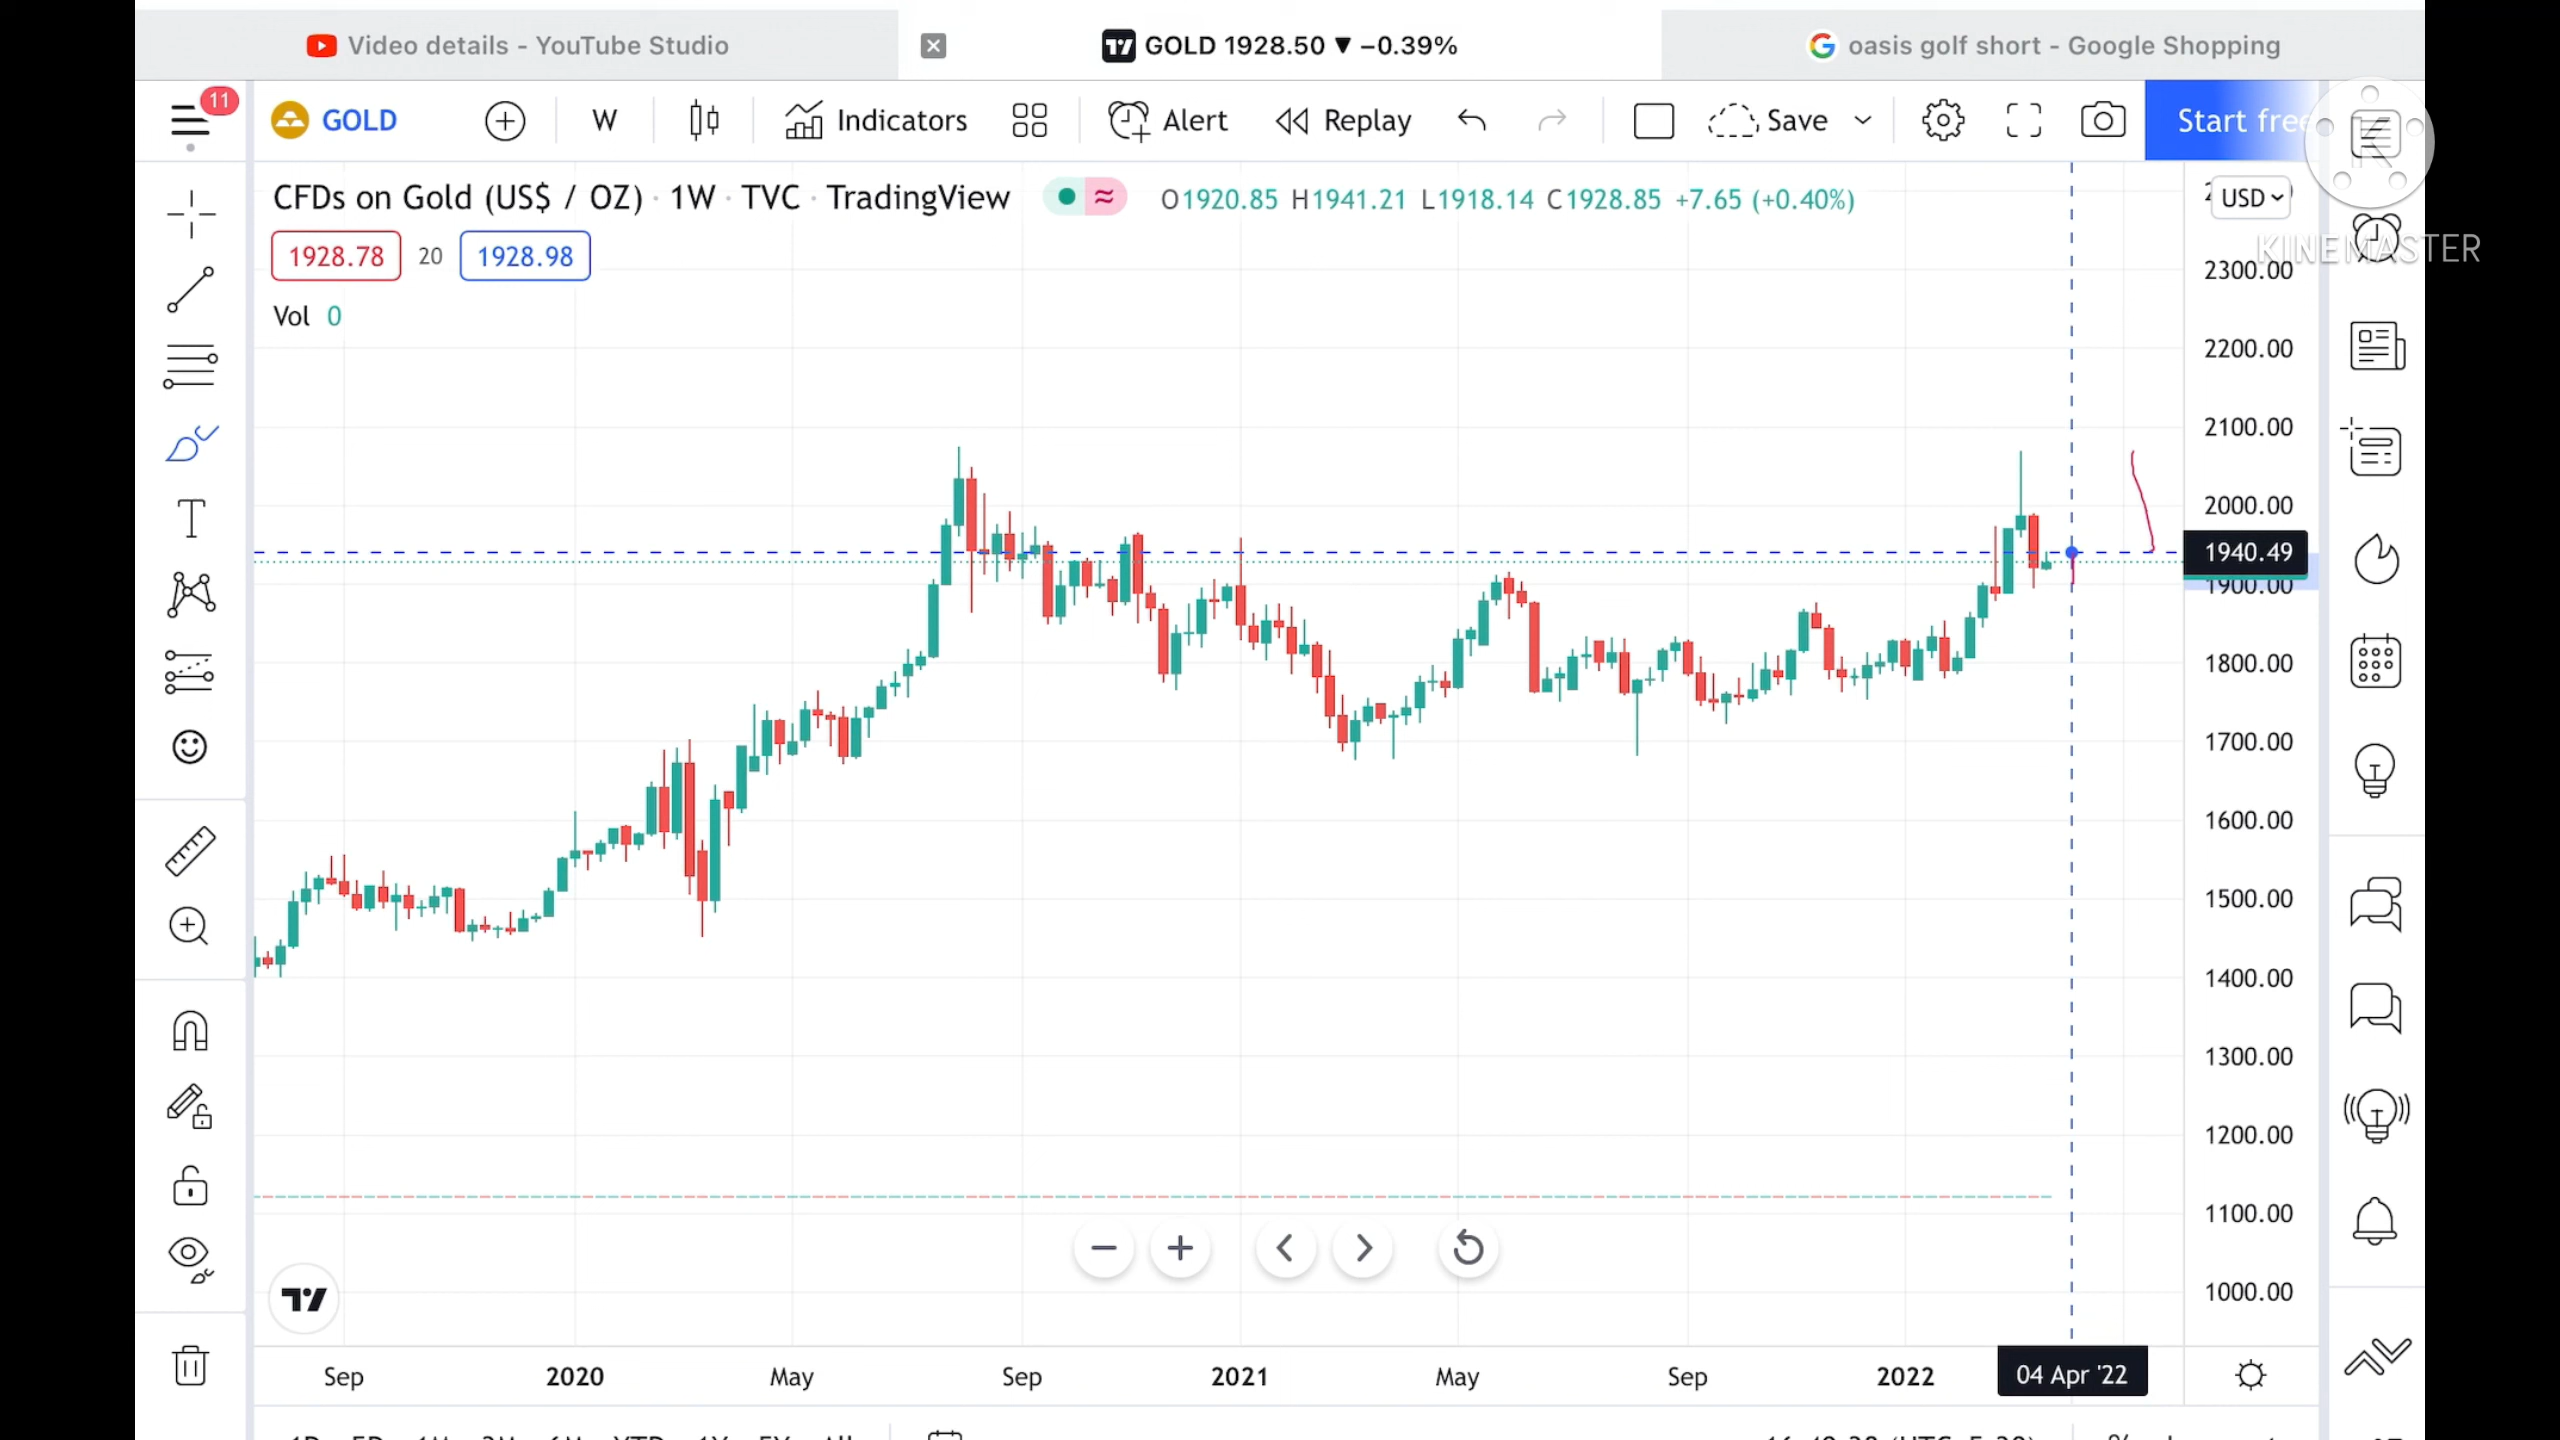 Video details - YouTube Studio
GOLD 1928.50 ▼ −0.39%
oasis golf short - Google Shopping
11
GOLD
W
Indicators
Alert
Replay
Save
Start free
CFDs on Gold (US$ / OZ) · 1W · TVC · TradingView
O1920.85 H1941.21 L1918.14 C1928.85 +7.65 (+0.40%)
USD
KINEMASTER
1928.78 20 1928.98
Vol 0
2300.00
2200.00
2100.00
2000.00
1940.49
1900.00
1800.00
1700.00
1600.00
1500.00
1400.00
1300.00
1200.00
1100.00
1000.00
Sep 2020 May Sep 2021 May Sep 2022 04 Apr '22